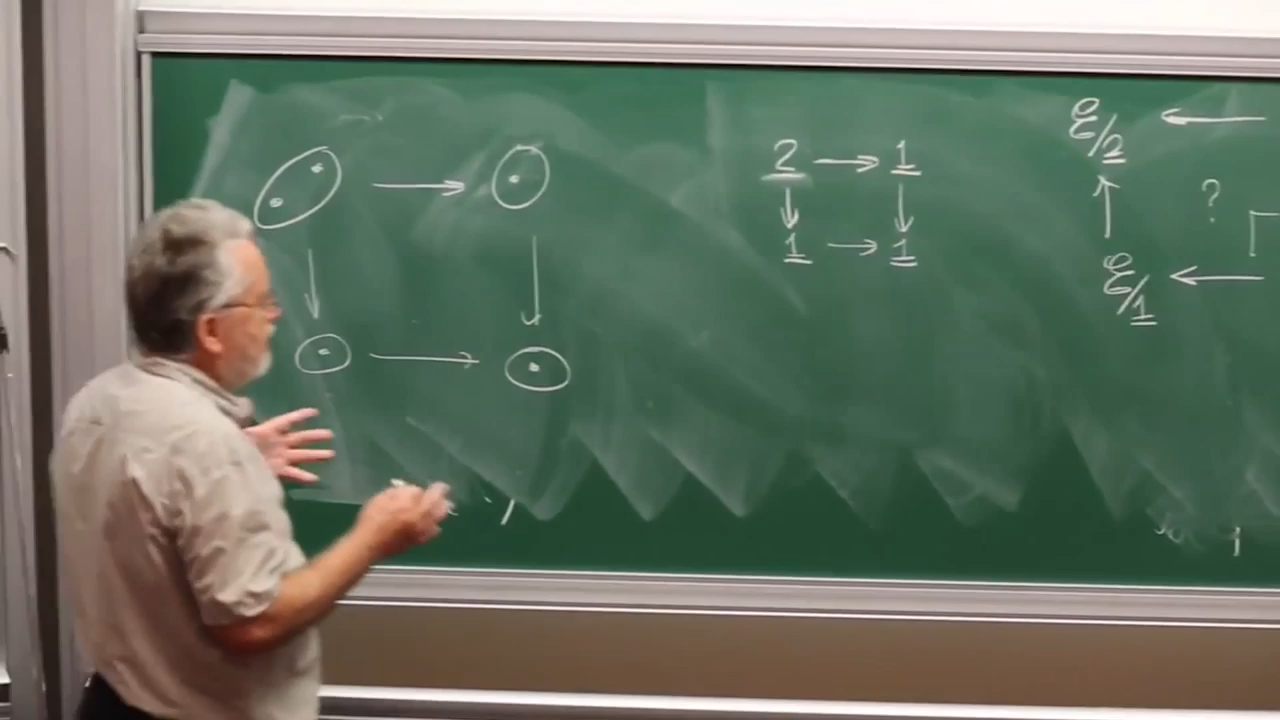 2 → 1
↓ ↓
1 → 1
ℰ/2 ←
↑ ?
ℰ/1 ←